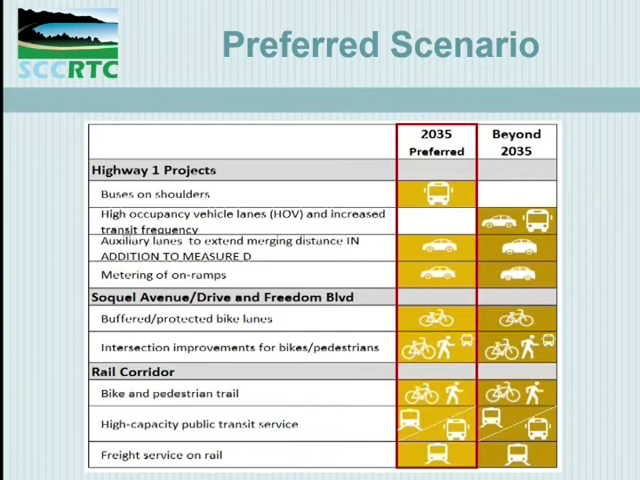 SCCRTC
Preferred Scenario
2035
Preferred
Beyond
2035
Highway 1 Projects
Buses on shoulders
High occupancy vehicle lanes (HOV) and increased
transit frequency
Auxiliary lanes to extend merging distance IN
ADDITION TO MEASURE D
Metering of on-ramps
Soquel Avenue/Drive and Freedom Blvd
Buffered/protected bike lanes
Intersection improvements for bikes/pedestrians
Rail Corridor
Bike and pedestrian trail
High-capacity public transit service
Freight service on rail